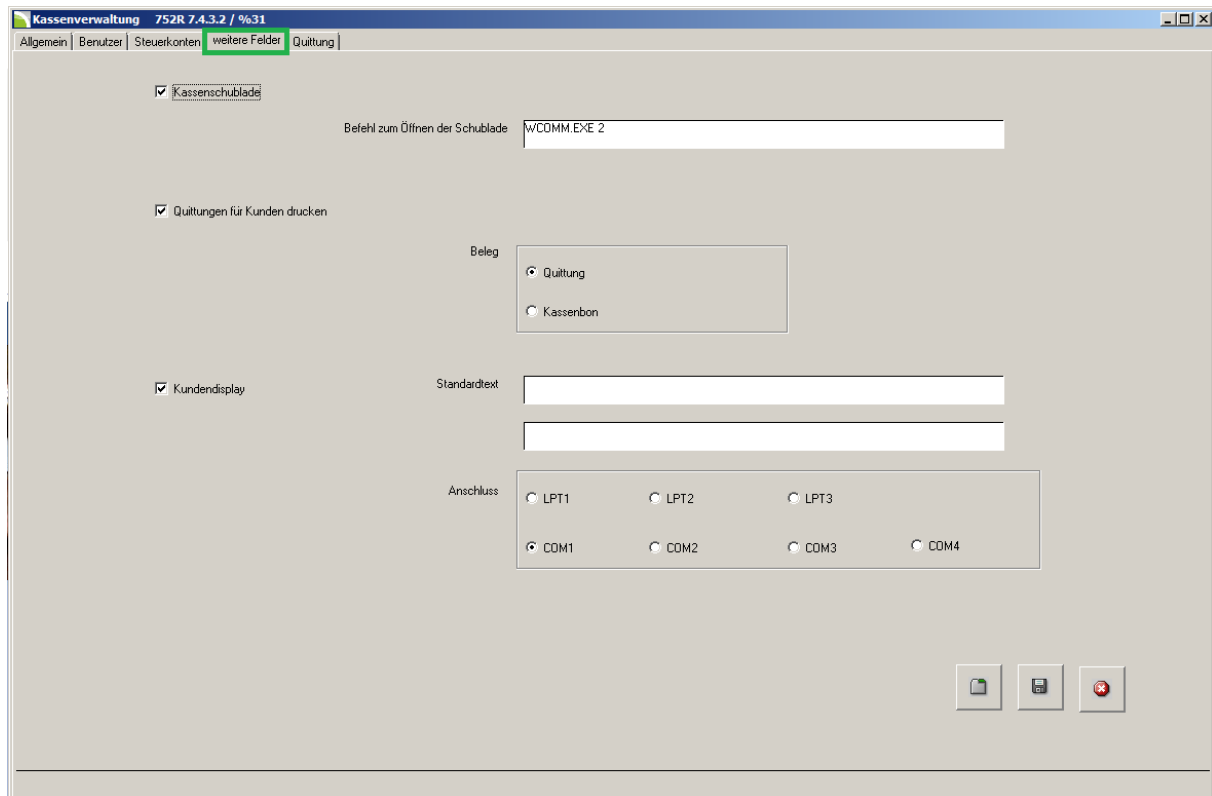 Kassenverwaltung 752R 7.4.3.2 / %31
Allgemein Benutzer Steuerkonten weitere Felder Quittung
Kassenschublade
Befehl zum Öffnen der Schublade WCOMM.EXE 2
Quittungen für Kunden drucken
Beleg
Quittung
Kassenbon
Kundendisplay Standardtext
Anschluss
LPT1 LPT2 LPT3
COM1 COM2 COM3 COM4